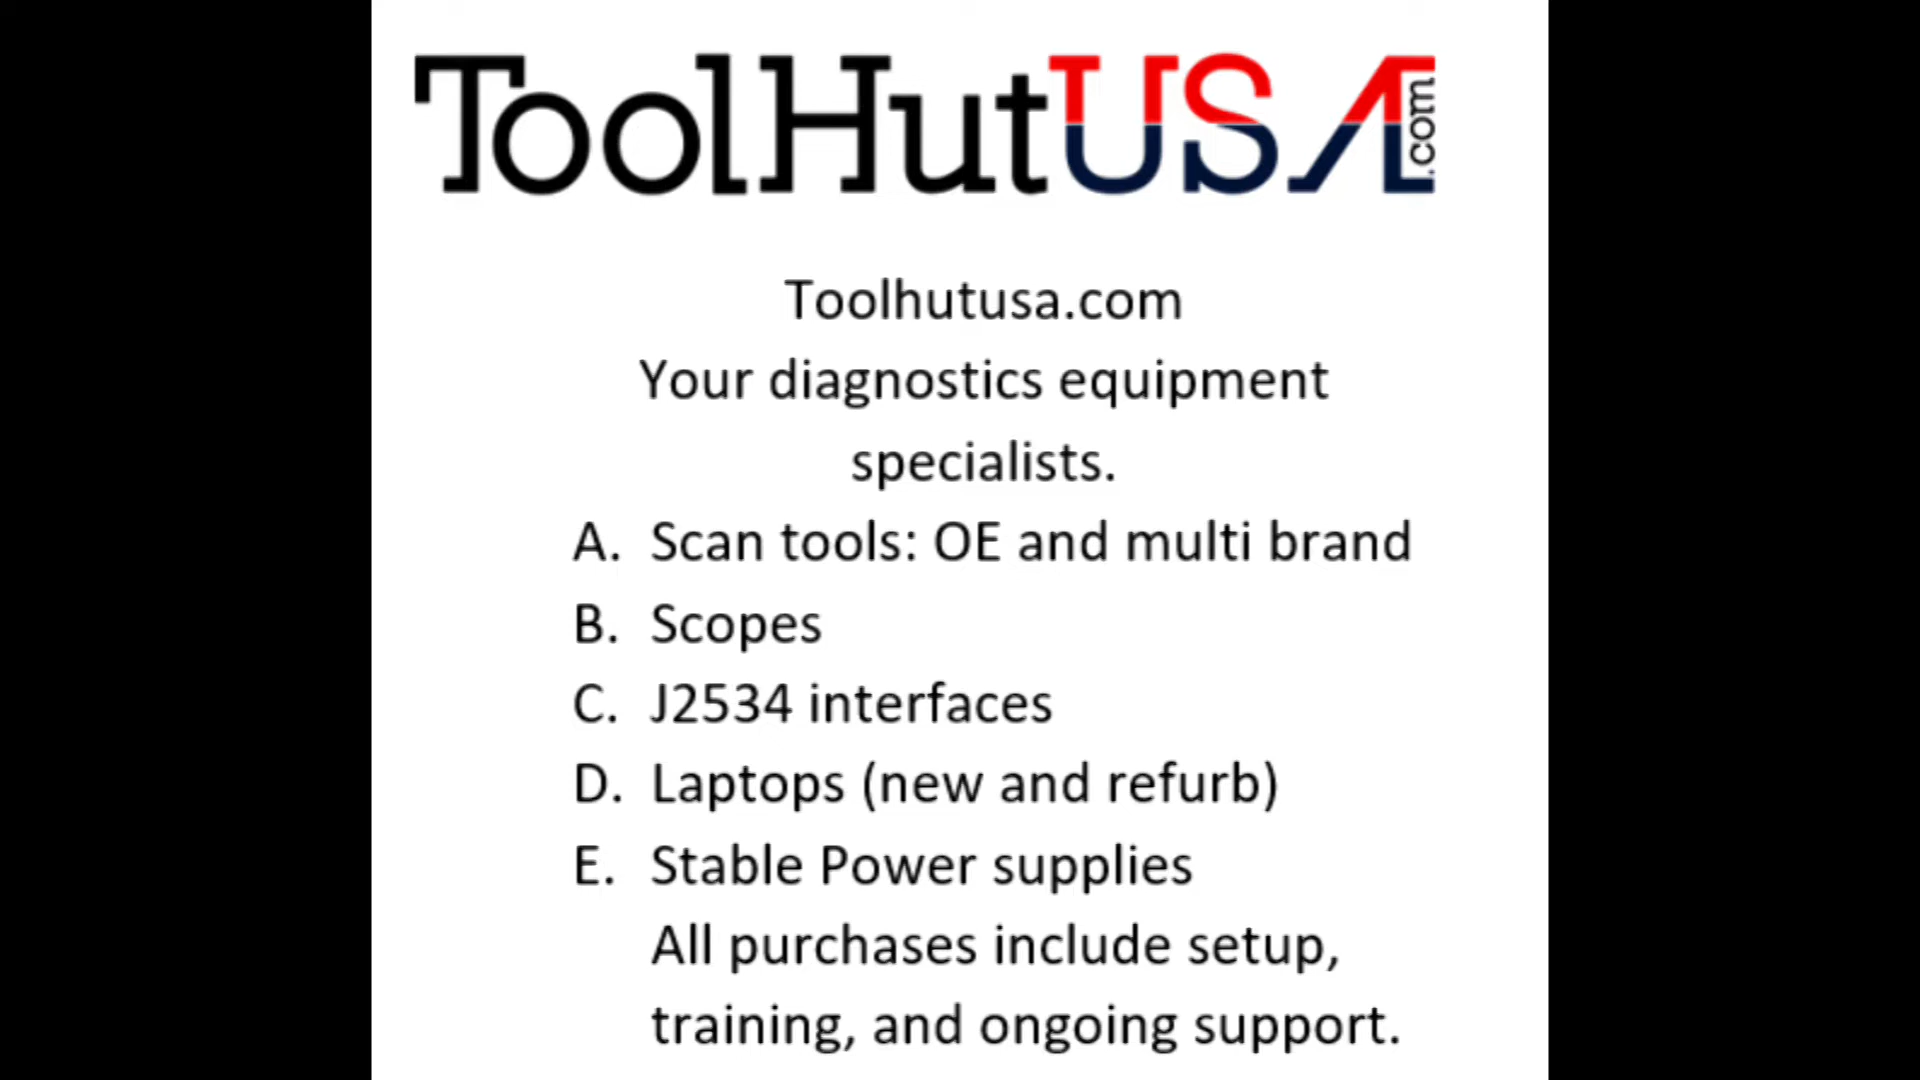 ToolHutUSA.com
Toolhutusa.com
Your diagnostics equipment
specialists.
A. Scan tools: OE and multi brand
B. Scopes
C. J2534 interfaces
D. Laptops (new and refurb)
E. Stable Power supplies
All purchases include setup,
training, and ongoing support.